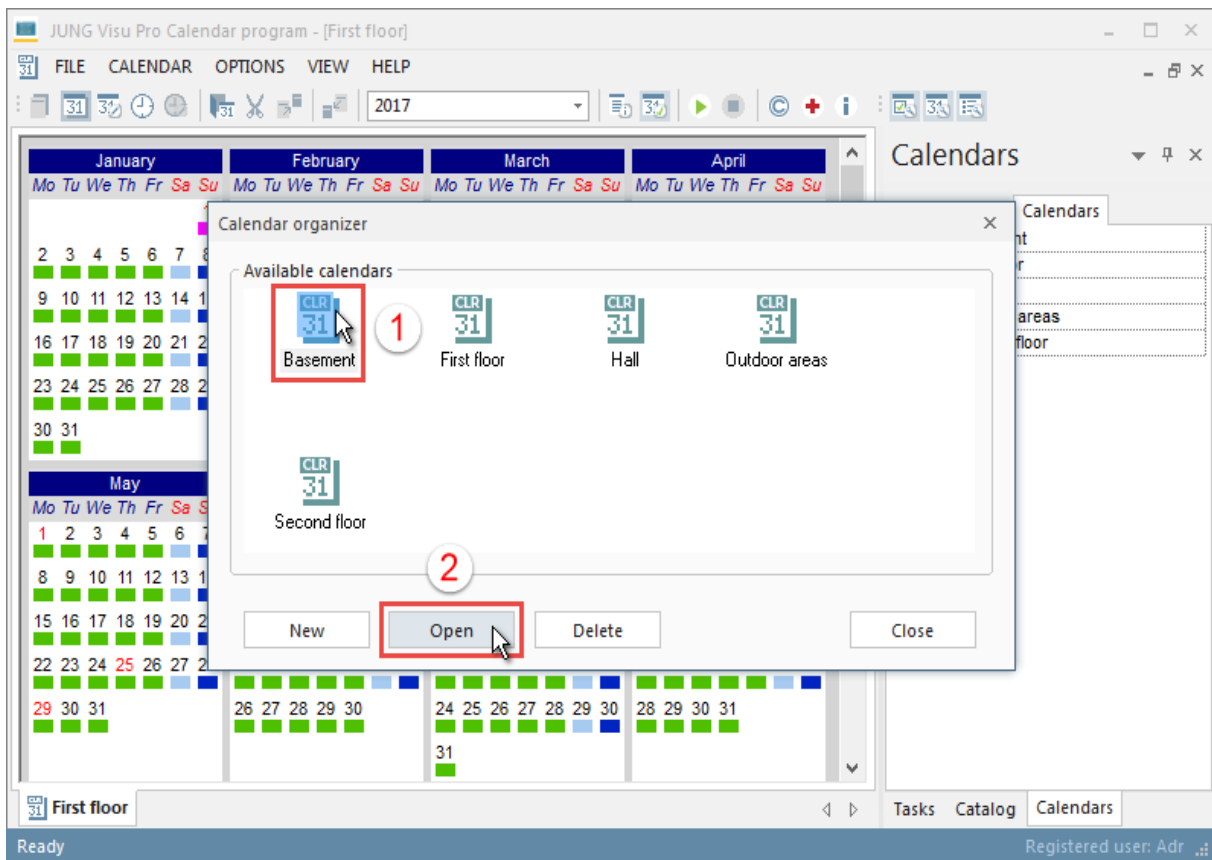 JUNG Visu Pro Calendar program - [First floor]
FILE CALENDAR OPTIONS VIEW HELP
2017
January February March April
Mo Tu We Th Fr Sa Su Mo Tu We Th Fr Sa Su Mo Tu We Th Fr Sa Su Mo Tu We Th Fr Sa Su
2 3 4 5 6 7
9 10 11 12 13 14
16 17 18 19 20 21
23 24 25 26 27 28
30 31
May
Mo Tu We Th Fr Sa
1 2 3 4 5 6
8 9 10 11 12 13
15 16 17 18 19 20
22 23 24 25 26 27
29 30 31 26 27 28 29 30 24 25 26 27 28 29 30 28 29 30 31
31
Calendar organizer
Available calendars
CLR 31 CLR 31 CLR 31 CLR 31
1
Basement First floor Hall Outdoor areas
CLR 31
Second floor
2
New Open Delete Close
Calendars
Calendars
areas
floor
First floor
Tasks Catalog Calendars
Ready Registered user: Adr